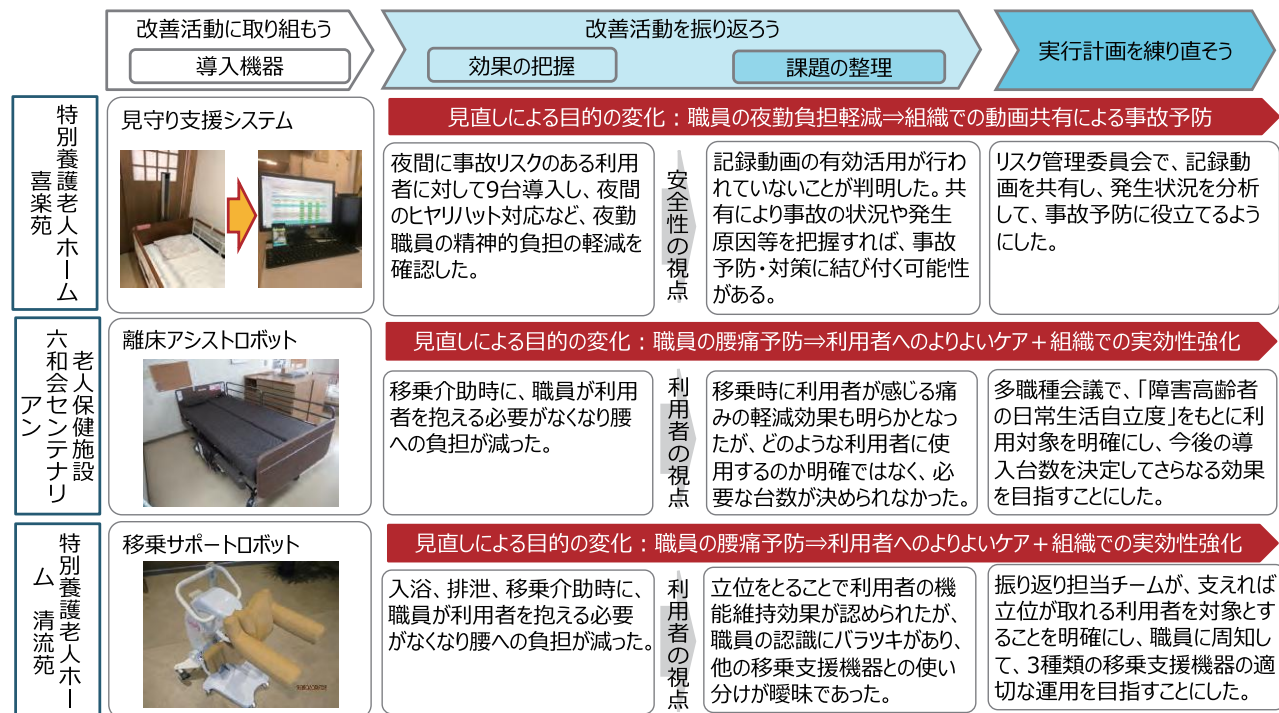 改善活動に取り組もう
導入機器
改善活動を振り返ろう
効果の把握
課題の整理
実行計画を練り直そう
特別養護老人ホーム
喜楽苑
見守り支援システム
見直しによる目的の変化：職員の夜勤負担軽減⇒組織での動画共有による事故予防
夜間に事故リスクのある利用
者に対して9台導入し、夜間
のヒヤリハット対応など、夜勤
職員の精神的負担の軽減を
確認した。
安全性の視点
記録動画の有効活用が行わ
れていないことが判明した。共
有により事故の状況や発生
原因等を把握すれば、事故
予防・対策に結び付く可能性
がある。
リスク管理委員会で、記録動
画を共有し、発生状況を分析
して、事故予防に役立てるよう
にした。
老人保健施設
六和会センテナリ
アン
離床アシストロボット
見直しによる目的の変化：職員の腰痛予防⇒利用者へのよりよいケア＋組織での実効性強化
移乗介助時に、職員が利用
者を抱える必要がなくなり腰
への負担が減った。
利用者の視点
移乗時に利用者が感じる痛
みの軽減効果も明らかとなっ
たが、どのような利用者に使
用するのか明確ではなく、必
要な台数が決められなかった。
多職種会議で、「障害高齢者
の日常生活自立度」をもとに利
用対象を明確にし、今後の導
入台数を決定してさらなる効果
を目指すことにした。
特別養護老人ホー
ム　清流苑
移乗サポートロボット
見直しによる目的の変化：職員の腰痛予防⇒利用者へのよりよいケア＋組織での実効性強化
入浴、排泄、移乗介助時に、
職員が利用者を抱える必要
がなくなり腰への負担が減った。
利用者の視点
立位をとることで利用者の機
能維持効果が認められたが、
職員の認識にバラツキがあり、
他の移乗支援機器との使い
分けが曖昧であった。
振り返り担当チームが、支えれば
立位が取れる利用者を対象とす
ることを明確にし、職員に周知し
て、3種類の移乗支援機器の適
切な運用を目指すことにした。